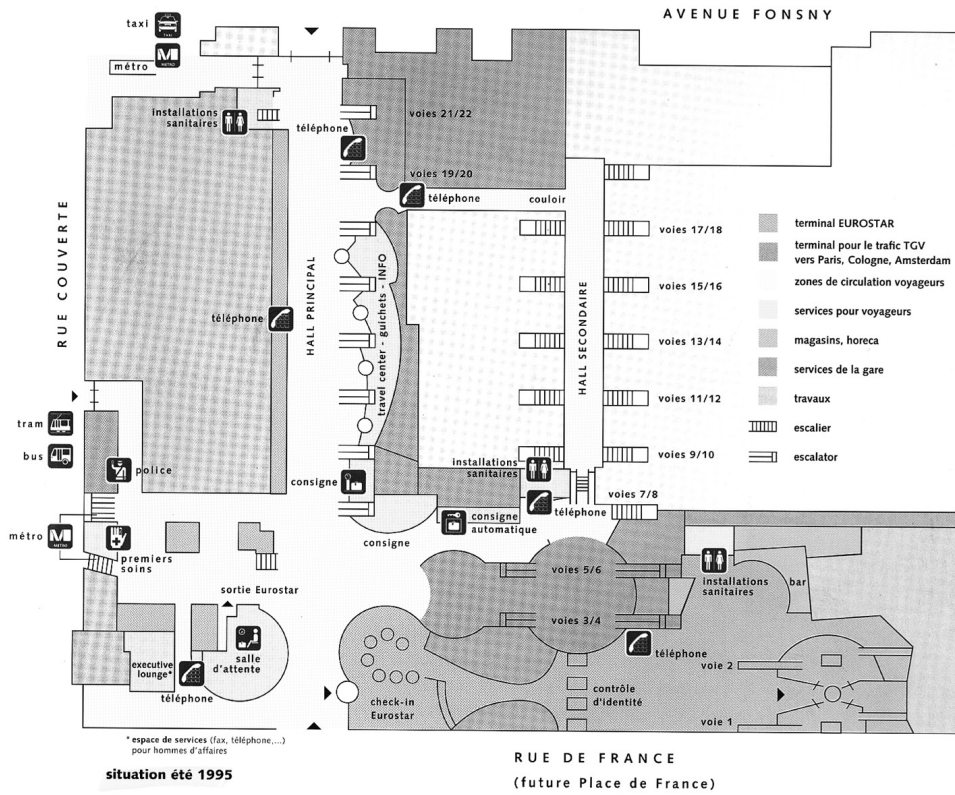 AVENUE FONSNY
taxi
TAXI
métro
METRO
installations
sanitaires
téléphone
voies 21/22
voies 19/20
téléphone
couloir
RUE COUVERTE
HALL PRINCIPAL
travel center - guichets - INFO
HALL SECONDAIRE
voies 17/18
voies 15/16
voies 13/14
voies 11/12
voies 9/10
téléphone
terminal EUROSTAR
terminal pour le trafic TGV
vers Paris, Cologne, Amsterdam
zones de circulation voyageurs
services pour voyageurs
magasins, horeca
services de la gare
travaux
escalier
escalator
tram
bus
police
consigne
installations
sanitaires
téléphone
voies 7/8
consigne
automatique
consigne
métro
METRO
premiers
soins
sortie Eurostar
voies 5/6
voies 3/4
installations
sanitaires
bar
executive
lounge*
salle
d'attente
téléphone
téléphone
check-in
Eurostar
contrôle
d'identité
voie 2
voie 1
* espace de services (fax, téléphone,...)
pour hommes d'affaires
situation été 1995
RUE DE FRANCE
(future Place de France)